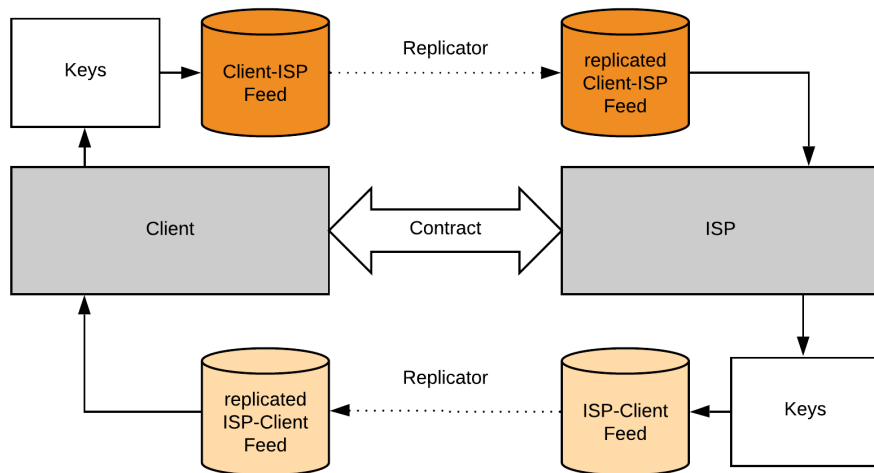 Keys
Client-ISP
Feed
Replicator
replicated
Client-ISP
Feed
Client
Contract
ISP
replicated
ISP-Client
Feed
Replicator
ISP-Client
Feed
Keys